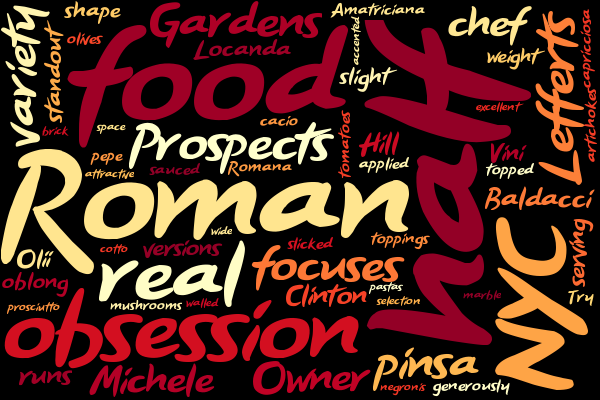 shape
Gardens
Amatriciana
chef
variety
standout
olives
food
Locanda
accented
slight
half
weight
Lefferts
capricciosa
artichokes
brick
space
cacio
excellent
Prospects
tomatoes
Hill
applied
Vini
topped
pepe
attractive
sauced
Romana
Roman
Baldacci
wide
Olii
cotto
versions
slicked
toppings
NYC
serving
oblong
real
focuses
Clinton
pastas
selection
marble
Try
prosciutto
mushrooms
walled
obsession
pinsa
runs
Michele
Owner
negronis
generously